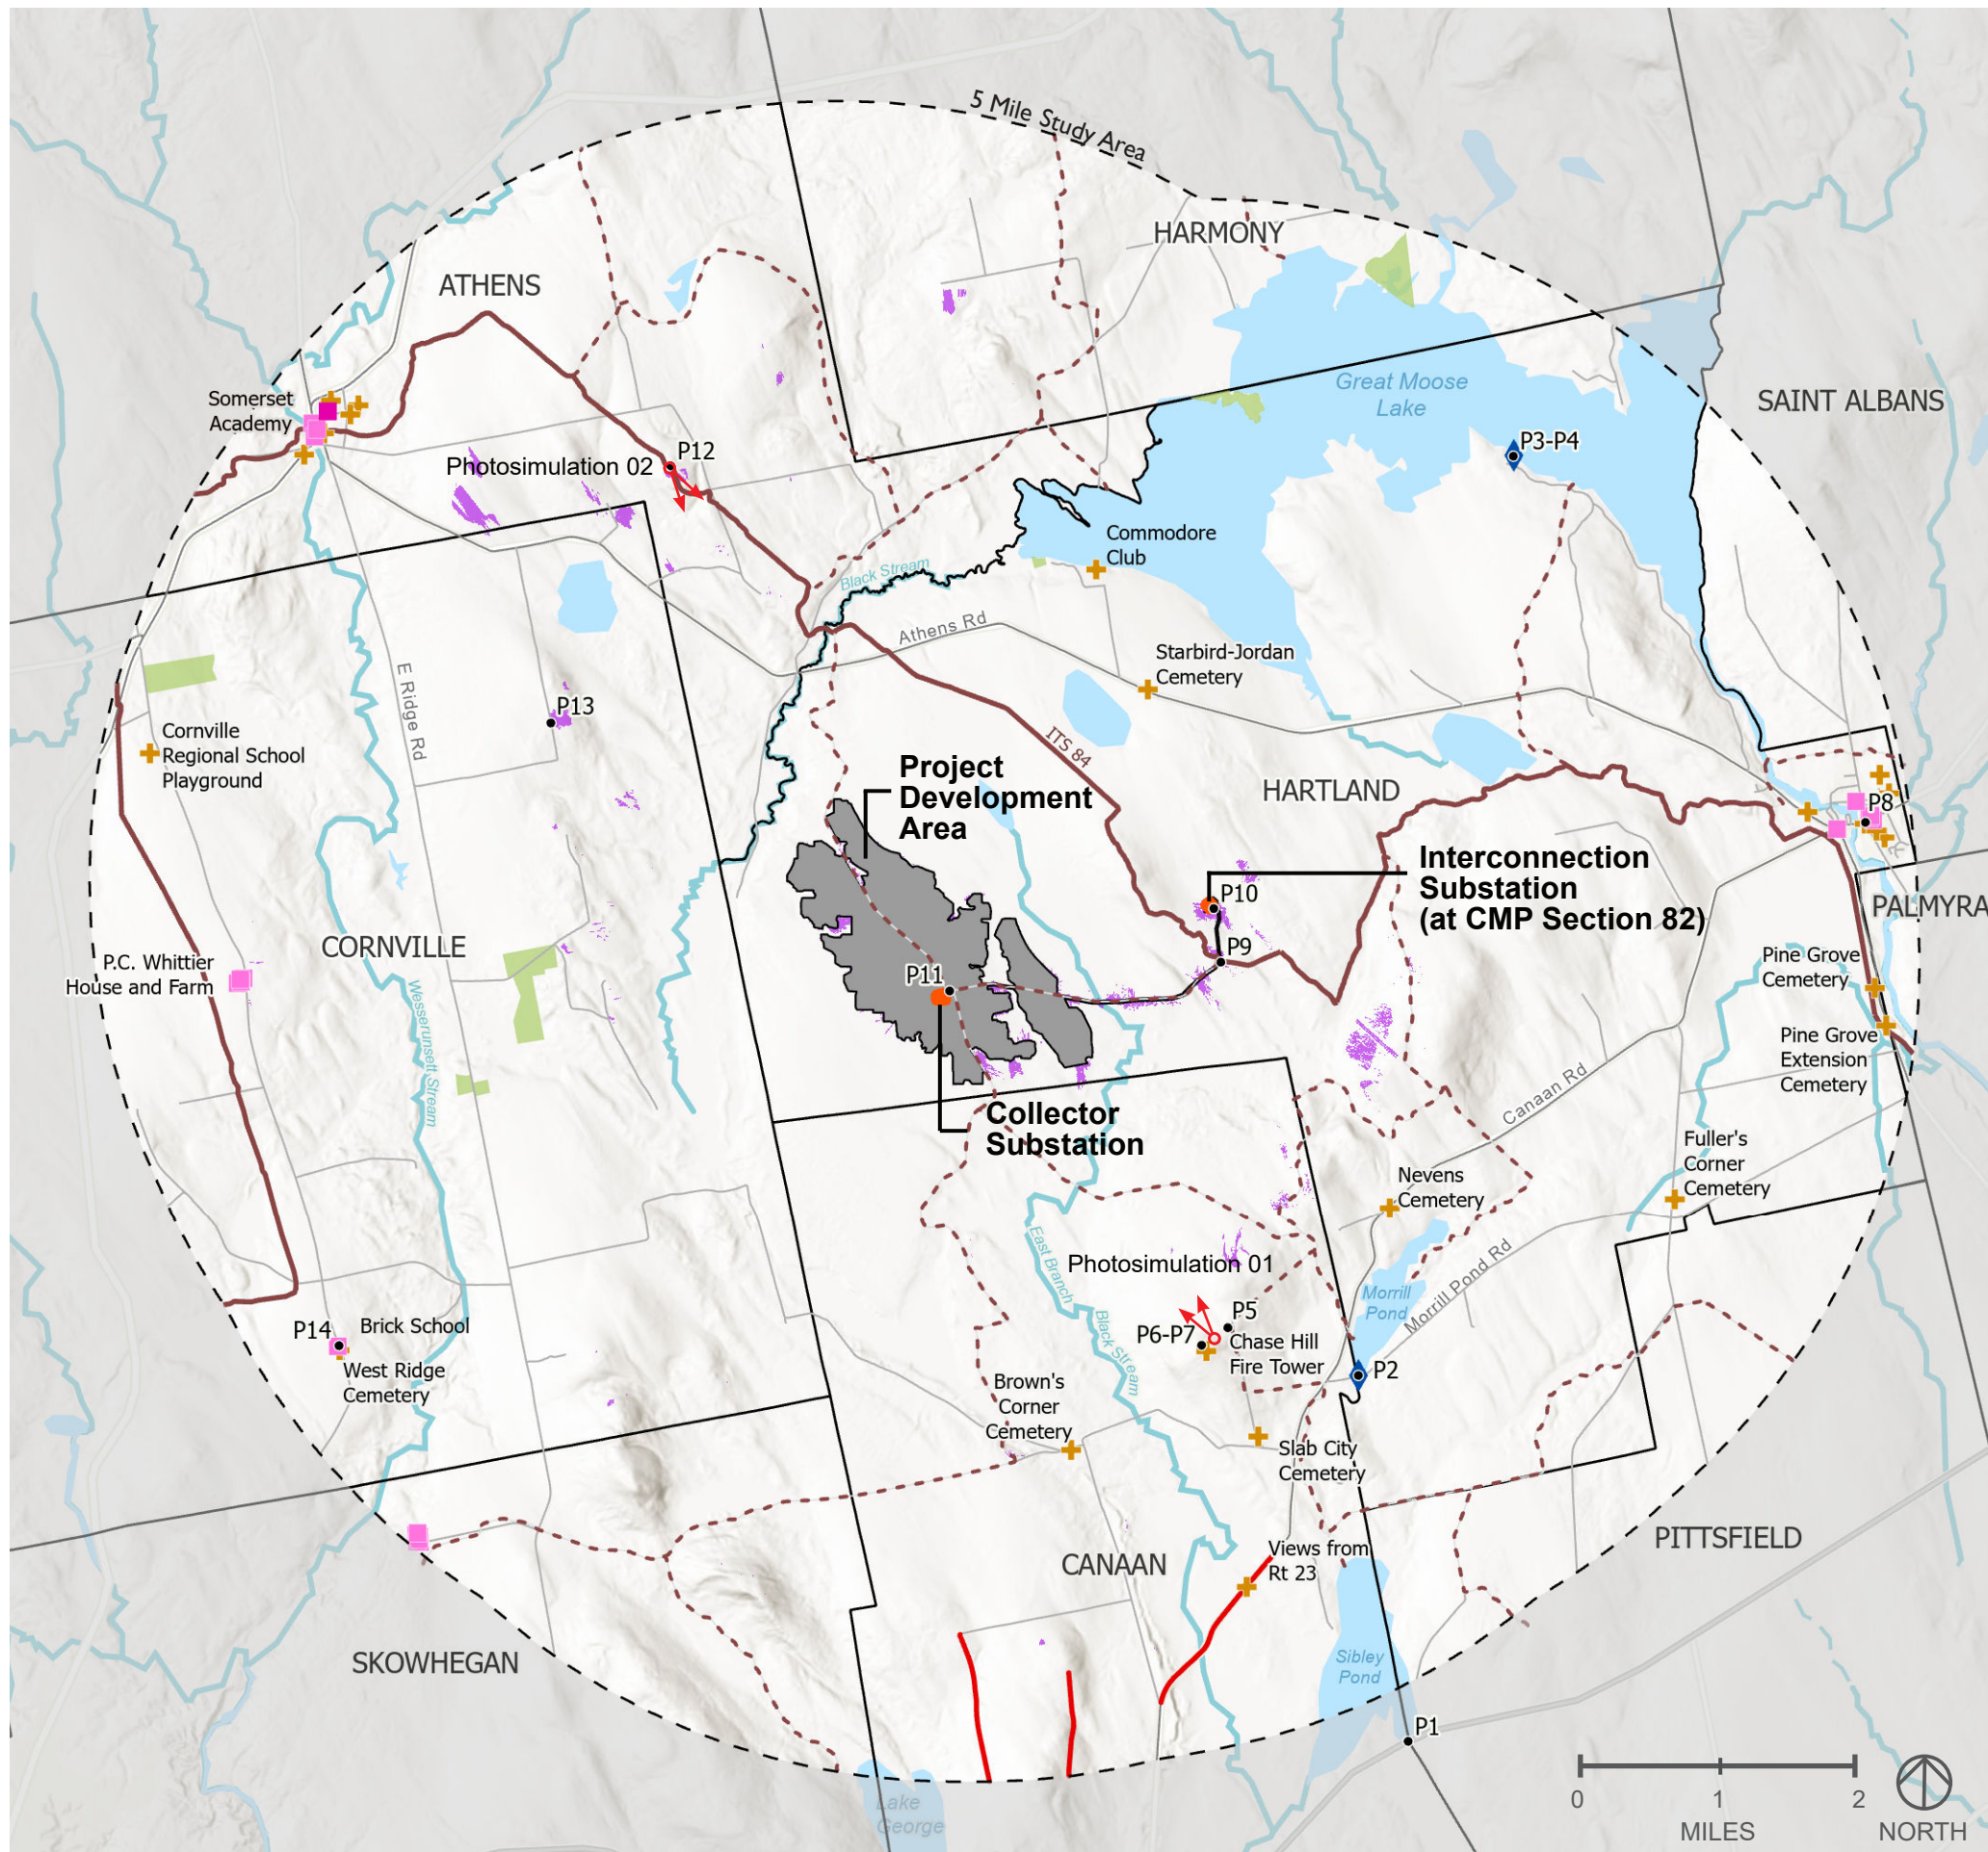 5 Mile Study Area
HARMONY
ATHENS
Great Moose
Lake
SAINT ALBANS
Somerset
Academy
P12
Photosimulation 02
P3-P4
Commodore
Club
Black Stream
Athens Rd
Starbird-Jordan
Cemetery
E Ridge Rd
P13
Cornville
Regional School
Playground
ITS 84
Project
Development
Area
HARTLAND
P8
Interconnection
Substation
(at CMP Section 82)
P10
PALMYRA
CORNVILLE
P9
P.C. Whittier
House and Farm
P11
Pine Grove
Cemetery
Wesserunsett Stream
Pine Grove
Extension
Cemetery
Canaan Rd
Collector
Substation
Fuller's
Corner
Cemetery
Nevens
Cemetery
East Branch
Black Stream
Photosimulation 01
Morrill
Pond
Morrill Pond Rd
P5
P6-P7
Chase Hill
Fire Tower
P14
Brick School
West Ridge
Cemetery
P2
Brown's
Corner
Cemetery
Slab City
Cemetery
PITTSFIELD
CANAAN
Views from
Rt 23
SKOWHEGAN
Sibley
Pond
P1
Lake
George
0 1 2
MILES
NORTH